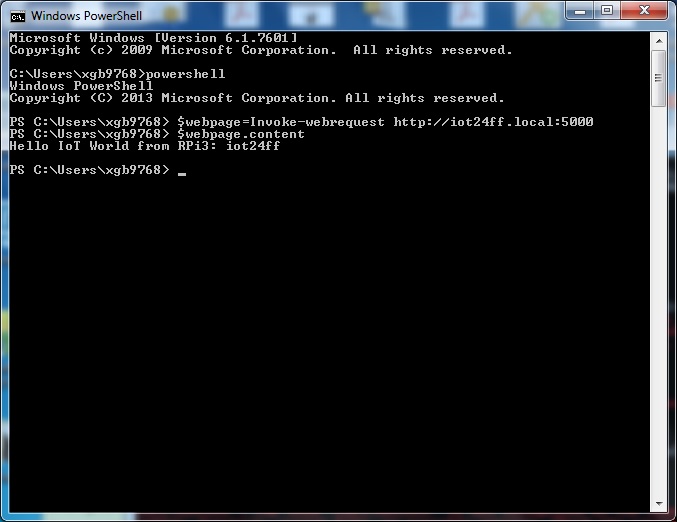 Windows PowerShell
Microsoft Windows [Version 6.1.7601]
Copyright (c) 2009 Microsoft Corporation.  All rights reserved.
C:\Users\xgb9768>powershell
Windows PowerShell
Copyright (C) 2013 Microsoft Corporation. All rights reserved.
PS C:\Users\xgb9768> $webpage=Invoke-webrequest http://iot24ff.local:5000
PS C:\Users\xgb9768> $webpage.content
Hello IoT World from RPi3: iot24ff
PS C:\Users\xgb9768> _